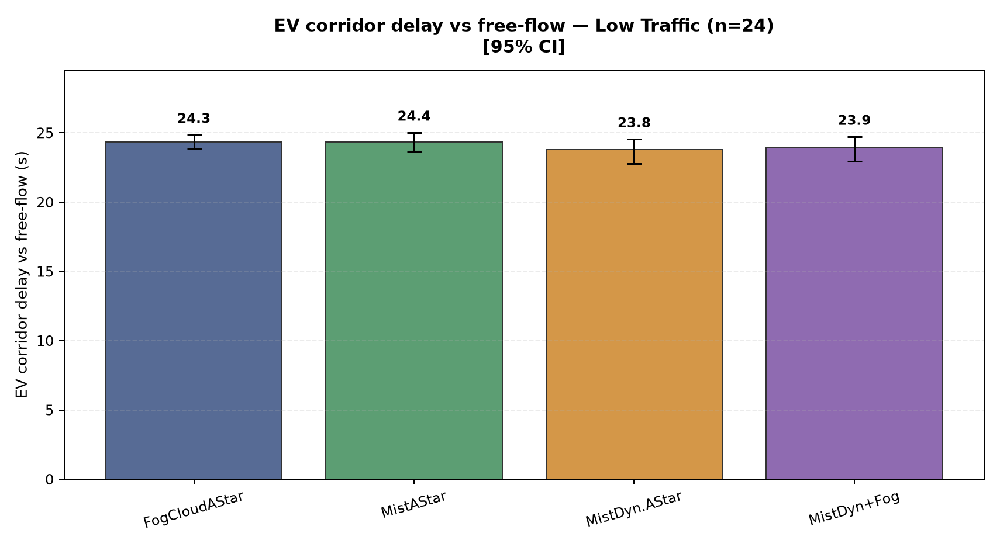 EV corridor delay vs free-flow — Low Traffic (n=24)
[95% CI]
EV corridor delay vs free-flow (s)
25
20
15
10
5
0
24.3
24.4
23.8
23.9
FogCloudAStar
MistAStar
MistDyn.AStar
MistDyn+Fog